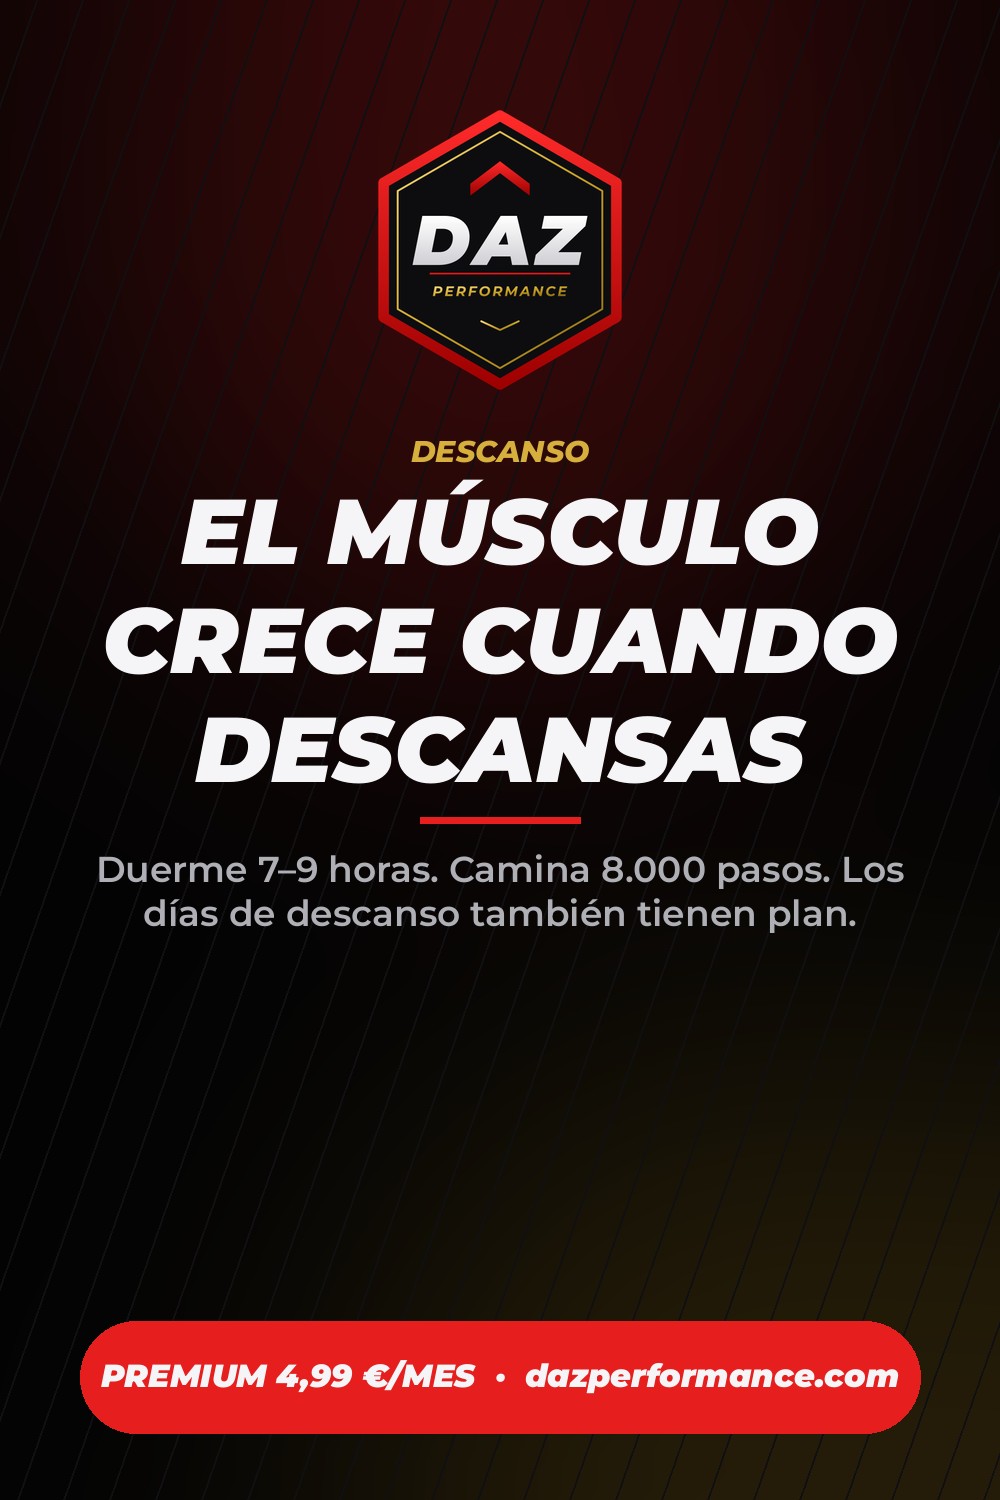 DAZ
PERFORMANCE
DESCANSO
EL MÚSCULO
CRECE CUANDO
DESCANSAS
Duerme 7–9 horas. Camina 8.000 pasos. Los
días de descanso también tienen plan.
PREMIUM 4,99 €/MES • dazperformance.com